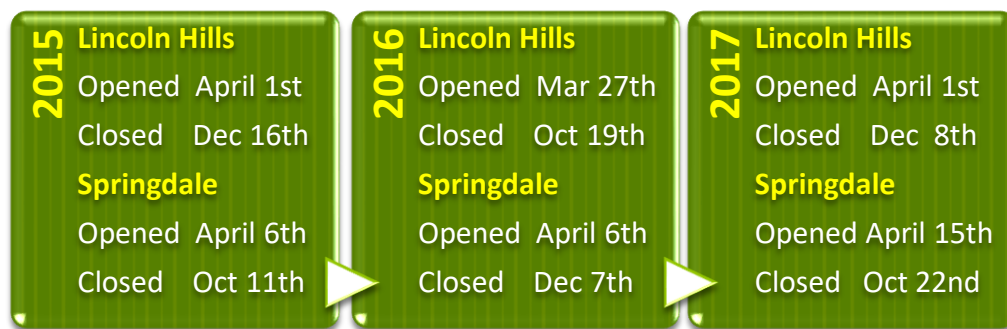 2015
Lincoln Hills
Opened April 1st
Closed Dec 16th
Springdale
Opened April 6th
Closed Oct 11th
2016
Lincoln Hills
Opened Mar 27th
Closed Oct 19th
Springdale
Opened April 6th
Closed Dec 7th
2017
Lincoln Hills
Opened April 1st
Closed Dec 8th
Springdale
Opened April 15th
Closed Oct 22nd